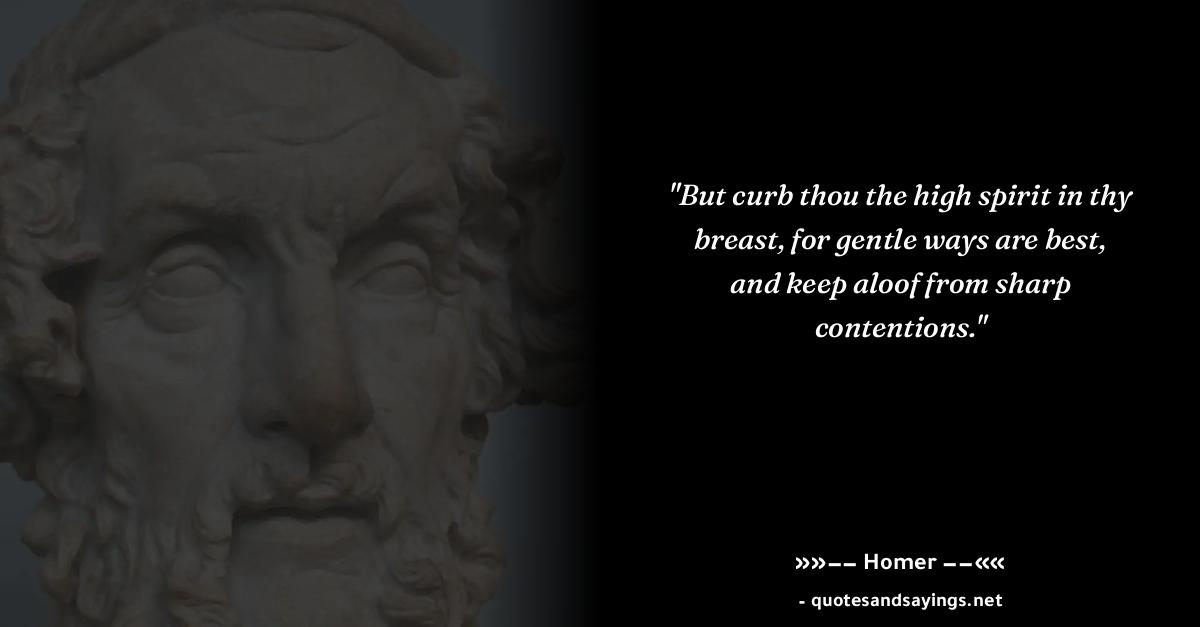 "But curb thou the high spirit in thy
breast, for gentle ways are best,
and keep aloof from sharp
contentions."
»»−− Homer −−««
- quotesandsayings.net